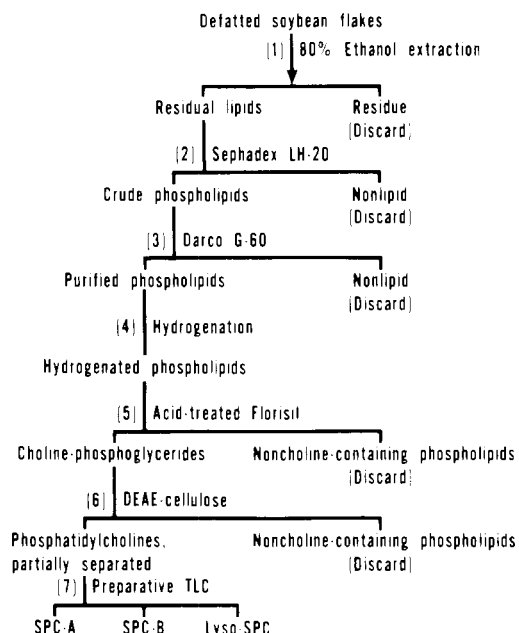 Defatted soybean flakes
(1) 80% Ethanol extraction
Residual lipids Residue
(Discard)
(2) Sephadex LH-20
Crude phospholipids Nonlipid
(Discard)
(3) Darco G-60
Purified phospholipids Nonlipid
(Discard)
(4) Hydrogenation
Hydrogenated phospholipids
(5) Acid-treated Florisil
Choline-phosphoglycerides Noncholine-containing phospholipids
(Discard)
(6) DEAE-cellulose
Phosphatidylcholines, Noncholine-containing phospholipids
partially separated (Discard)
(7) Preparative TLC
SPC-A SPC-B Lyso-SPC